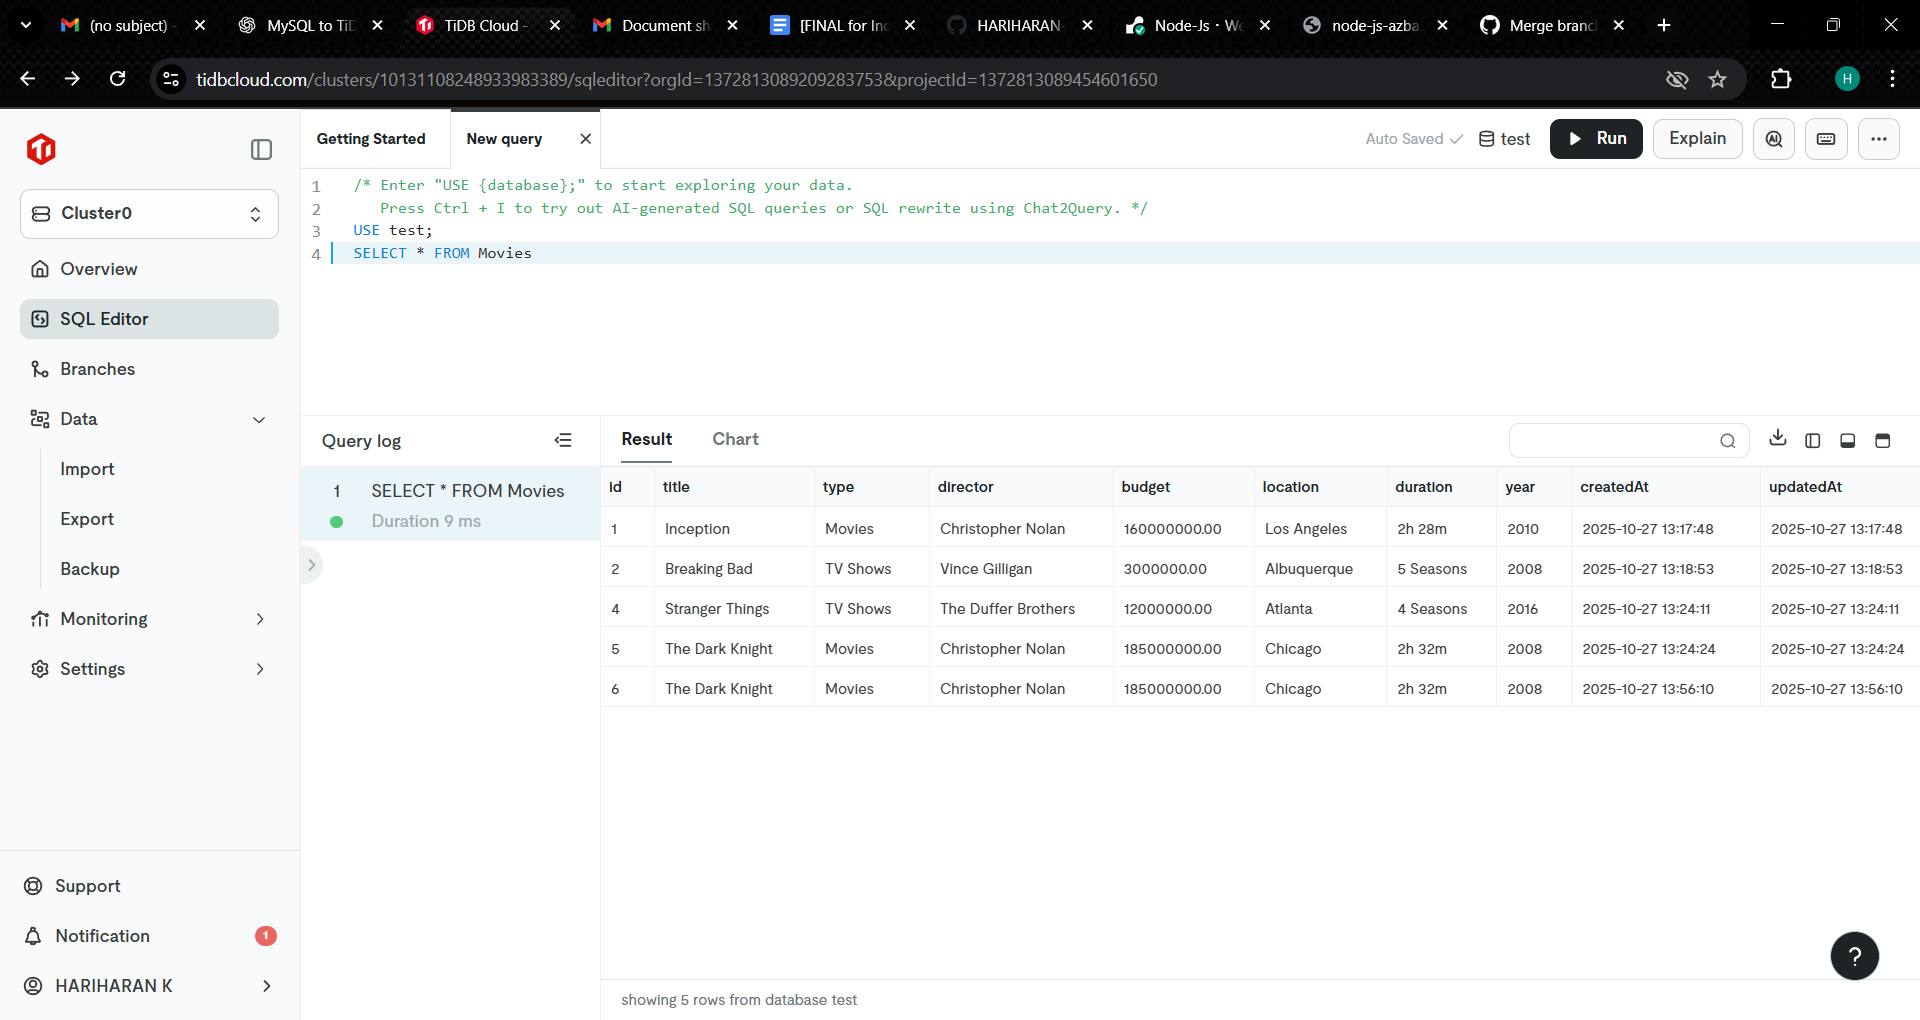 (no subject) -
MySQL to TiD
TiDB Cloud -
Document sh
[FINAL for Inc
HARIHARAN-
Node-Js · We
node-js-azba
Merge branc
tidbcloud.com/clusters/10131108248933983389/sqleditor?orgId=1372813089209283753&projectId=1372813089454601650
H
Getting Started
New query
Auto Saved
test
Run
Explain
Cluster0
Overview
SQL Editor
Branches
Data
Import
Export
Backup
Monitoring
Settings
Support
Notification 1
HARIHARAN K
1 /* Enter "USE {database};" to start exploring your data.
2 Press Ctrl + I to try out AI-generated SQL queries or SQL rewrite using Chat2Query. */
3 USE test;
4 SELECT * FROM Movies
Query log
1 SELECT * FROM Movies
Duration 9 ms
Result Chart
id title type director budget location duration year createdAt updatedAt
1 Inception Movies Christopher Nolan 160000000.00 Los Angeles 2h 28m 2010 2025-10-27 13:17:48 2025-10-27 13:17:48
2 Breaking Bad TV Shows Vince Gilligan 3000000.00 Albuquerque 5 Seasons 2008 2025-10-27 13:18:53 2025-10-27 13:18:53
4 Stranger Things TV Shows The Duffer Brothers 12000000.00 Atlanta 4 Seasons 2016 2025-10-27 13:24:11 2025-10-27 13:24:11
5 The Dark Knight Movies Christopher Nolan 185000000.00 Chicago 2h 32m 2008 2025-10-27 13:24:24 2025-10-27 13:24:24
6 The Dark Knight Movies Christopher Nolan 185000000.00 Chicago 2h 32m 2008 2025-10-27 13:56:10 2025-10-27 13:56:10
showing 5 rows from database test
?